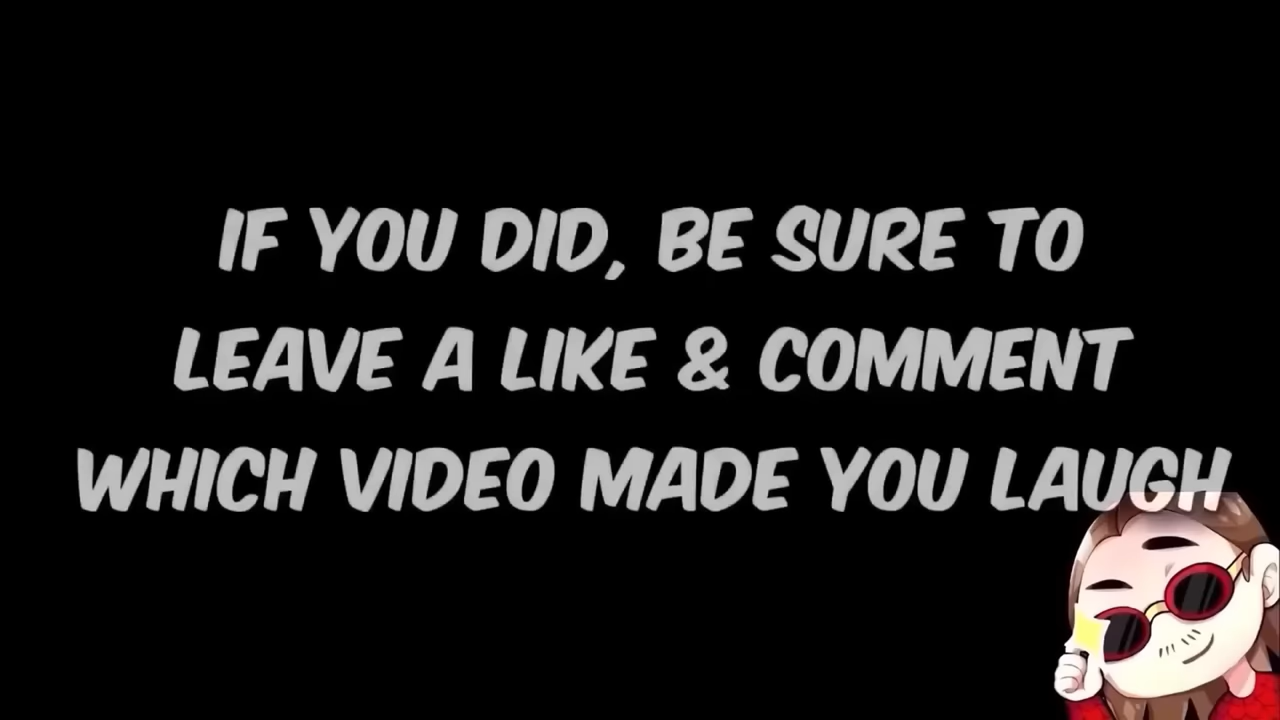 IF YOU DID, BE SURE TO
LEAVE A LIKE & COMMENT
WHICH VIDEO MADE YOU LAUGH